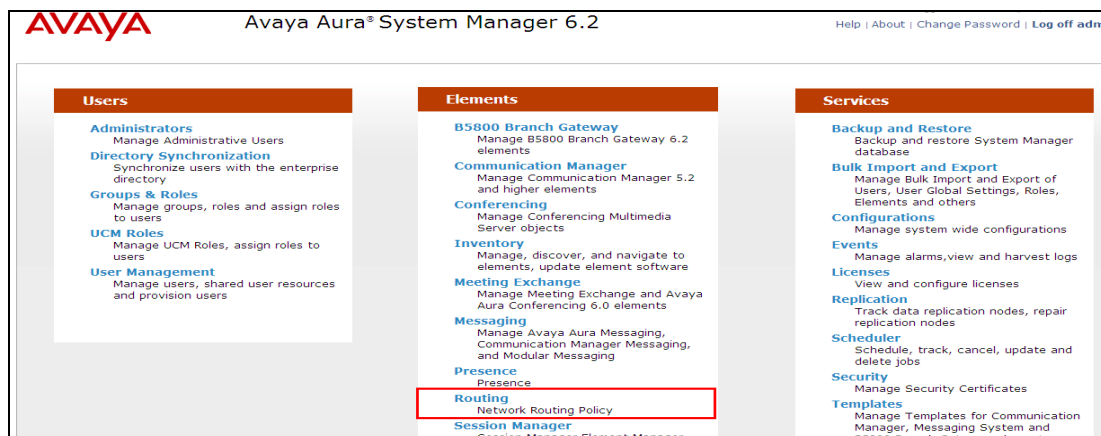 AVAYA
Avaya Aura® System Manager 6.2
Help | About | Change Password | Log off adm
Users
Administrators
Manage Administrative Users
Directory Synchronization
Synchronize users with the enterprise
directory
Groups & Roles
Manage groups, roles and assign roles
to users
UCM Roles
Manage UCM Roles, assign roles to
users
User Management
Manage users, shared user resources
and provision users
Elements
B5800 Branch Gateway
Manage B5800 Branch Gateway 6.2
elements
Communication Manager
Manage Communication Manager 5.2
and higher elements
Conferencing
Manage Conferencing Multimedia
Server objects
Inventory
Manage, discover, and navigate to
elements, update element software
Meeting Exchange
Manage Meeting Exchange and Avaya
Aura Conferencing 6.0 elements
Messaging
Manage Avaya Aura Messaging,
Communication Manager Messaging,
and Modular Messaging
Presence
Presence
Routing
Network Routing Policy
Session Manager
Session Manager Element Manager
Services
Backup and Restore
Backup and restore System Manager
database
Bulk Import and Export
Manage Bulk Import and Export of
Users, User Global Settings, Roles,
Elements and others
Configurations
Manage system wide configurations
Events
Manage alarms,view and harvest logs
Licenses
View and configure licenses
Replication
Track data replication nodes, repair
replication nodes
Scheduler
Schedule, track, cancel, update and
delete jobs
Security
Manage Security Certificates
Templates
Manage Templates for Communication
Manager, Messaging System and